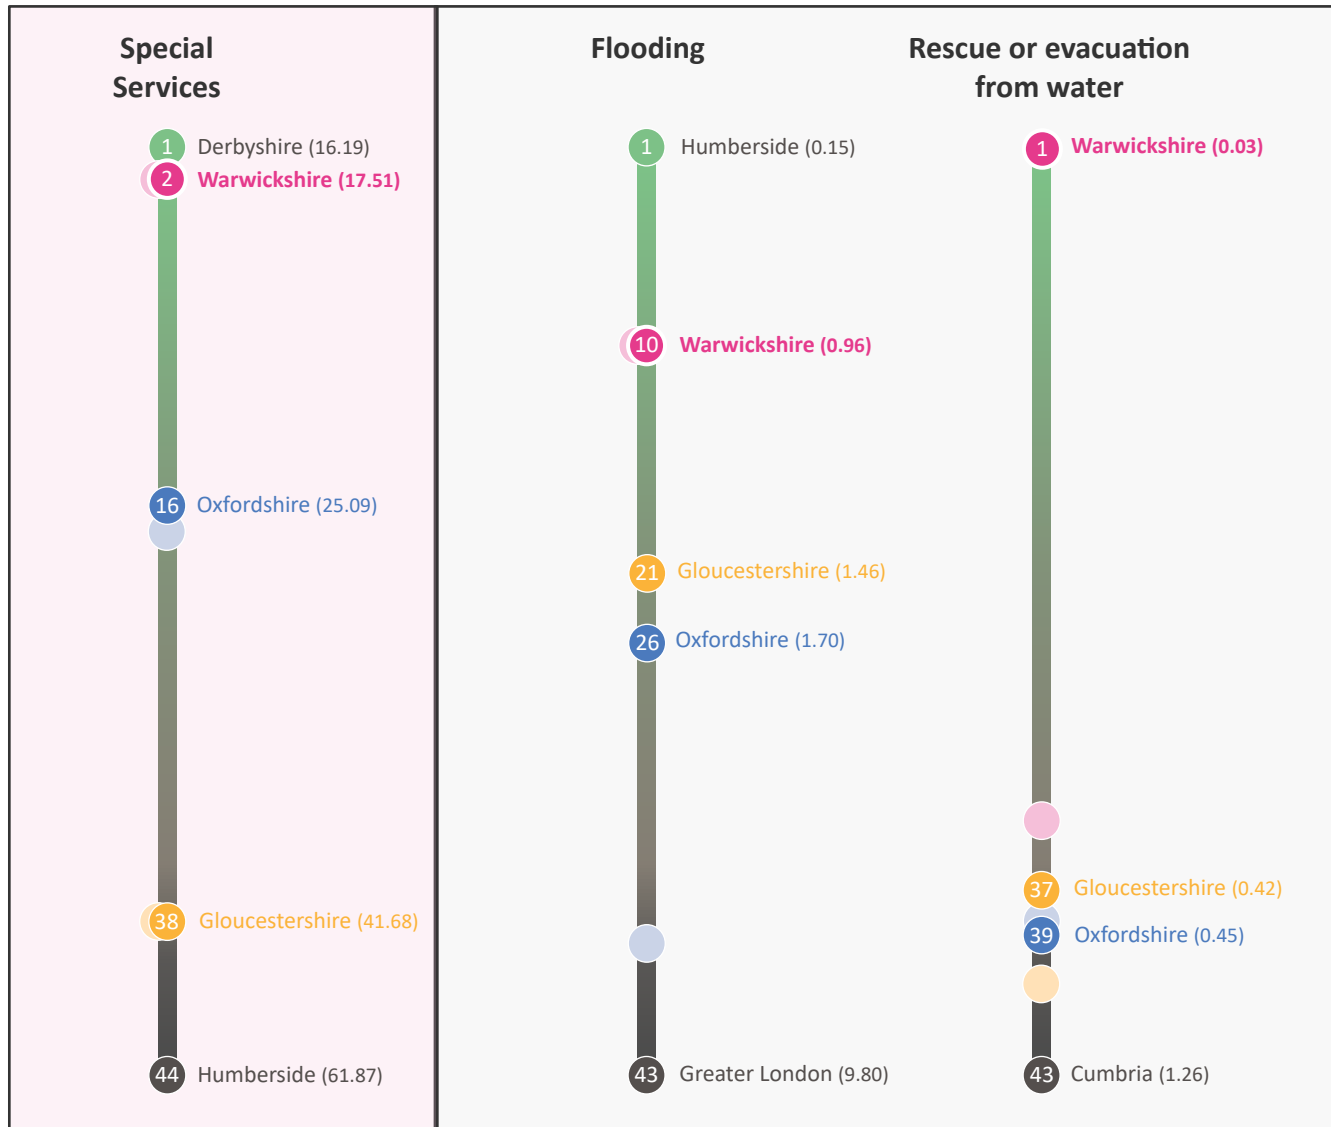 Special
Services
1 Derbyshire (16.19)
2 Warwickshire (17.51)
16 Oxfordshire (25.09)
38 Gloucestershire (41.68)
44 Humberside (61.87)
Flooding
1 Humberside (0.15)
10 Warwickshire (0.96)
21 Gloucestershire (1.46)
26 Oxfordshire (1.70)
43 Greater London (9.80)
Rescue or evacuation
from water
1 Warwickshire (0.03)
37 Gloucestershire (0.42)
39 Oxfordshire (0.45)
43 Cumbria (1.26)